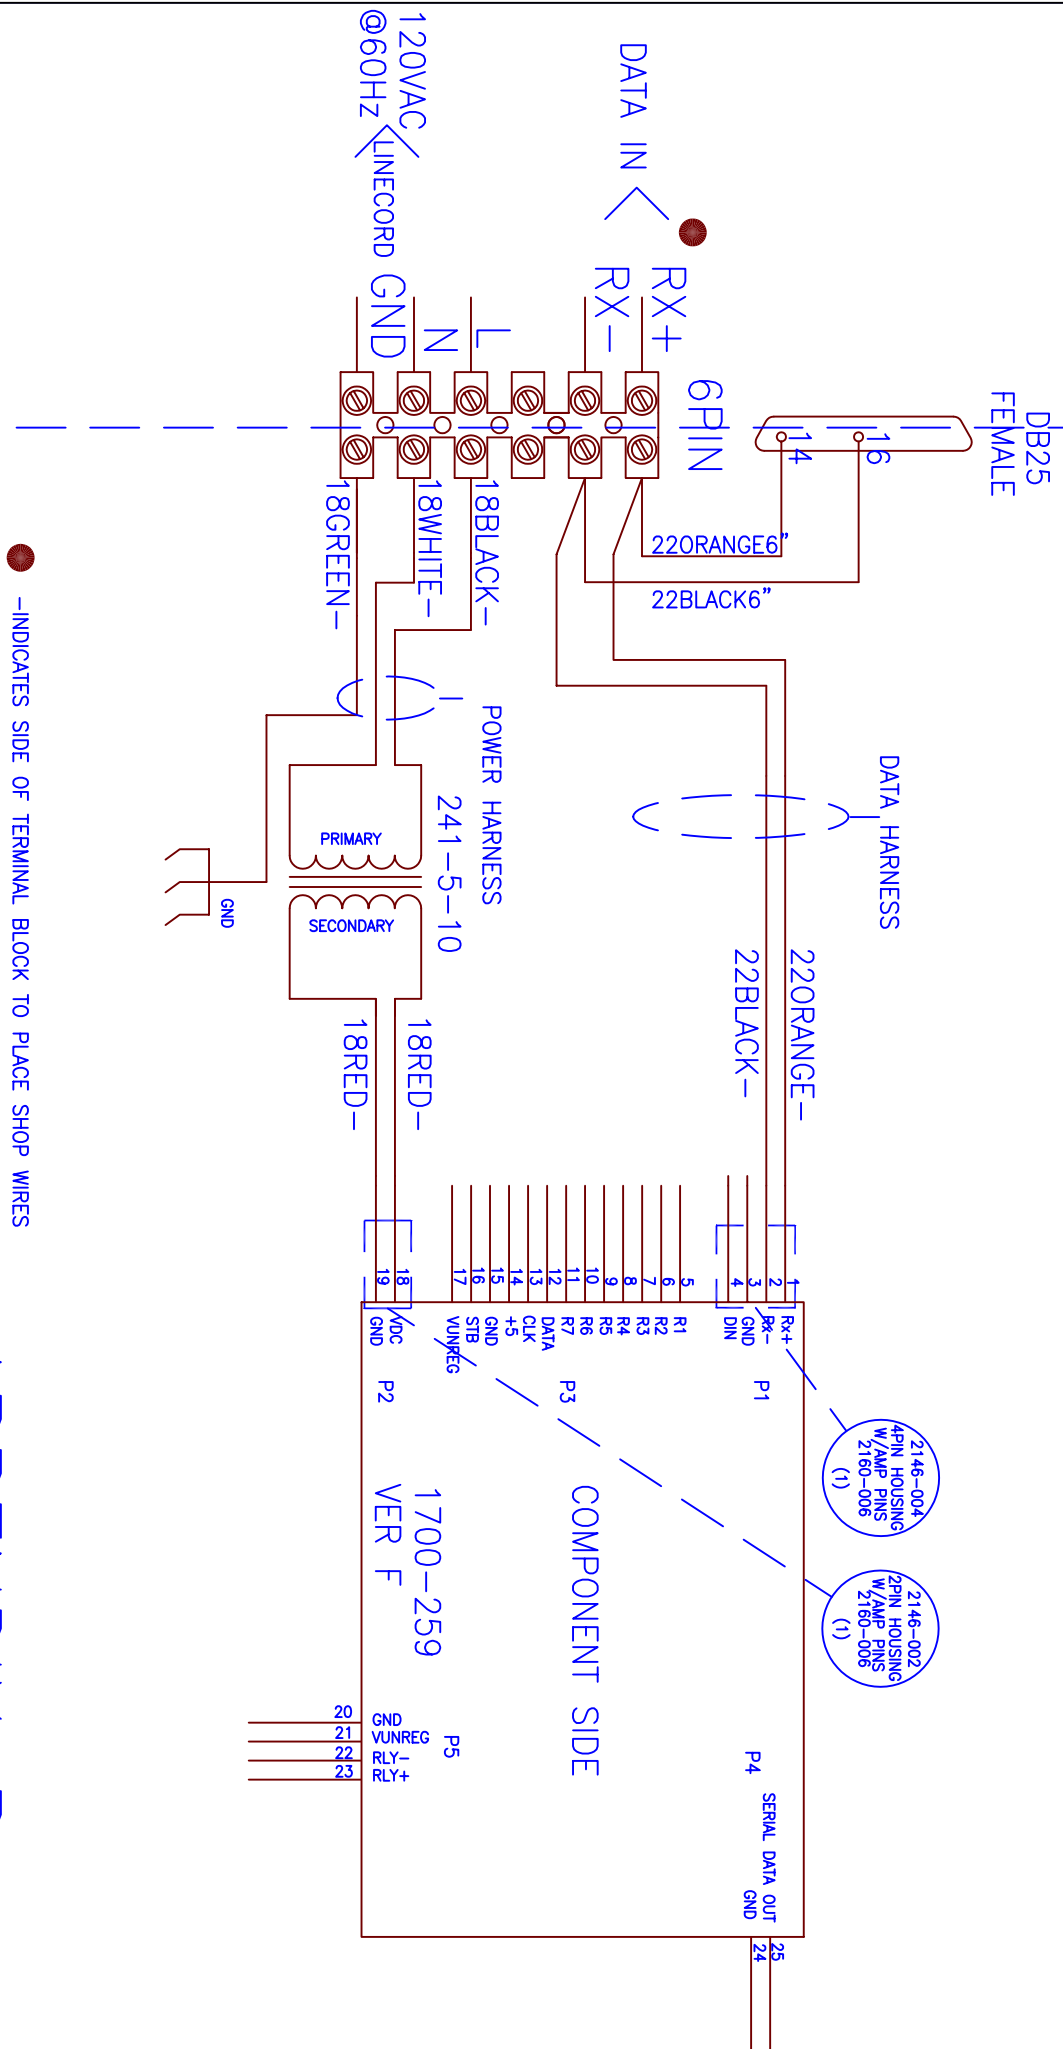 DB25
FEMALE
16
14
6PIN
DATA IN
RX+
RX-
120VAC
@60Hz
LINECORD
GND
N
L
22ORANGE6"
22BLACK6"
18BLACK-
18WHITE-
18GREEN-
DATA HARNESS
POWER HARNESS
241-5-10
PRIMARY
SECONDARY
GND
22ORANGE-
22BLACK-
18RED-
18RED-
-INDICATES SIDE OF TERMINAL BLOCK TO PLACE SHOP WIRES
1 Rx+
2 Rx-
3 GND
4 DIN
P1
5 R1
6 R2
7 R3
8 R4
9 R5
10 R6
11 R7
12 DATA
13 CLK
14 +5
15 GND
16 STB
17 VUNREG
P3
18 VDC
19 GND
P2
2146-004
4PIN HOUSING
W/AMP PINS
2160-006
(1)
2146-002
2PIN HOUSING
W/AMP PINS
2160-006
(1)
COMPONENT SIDE
1700-259
VER F
20 GND
21 VUNREG
22 RLY-
23 RLY+
P5
P4
SERIAL DATA OUT
GND
25
24